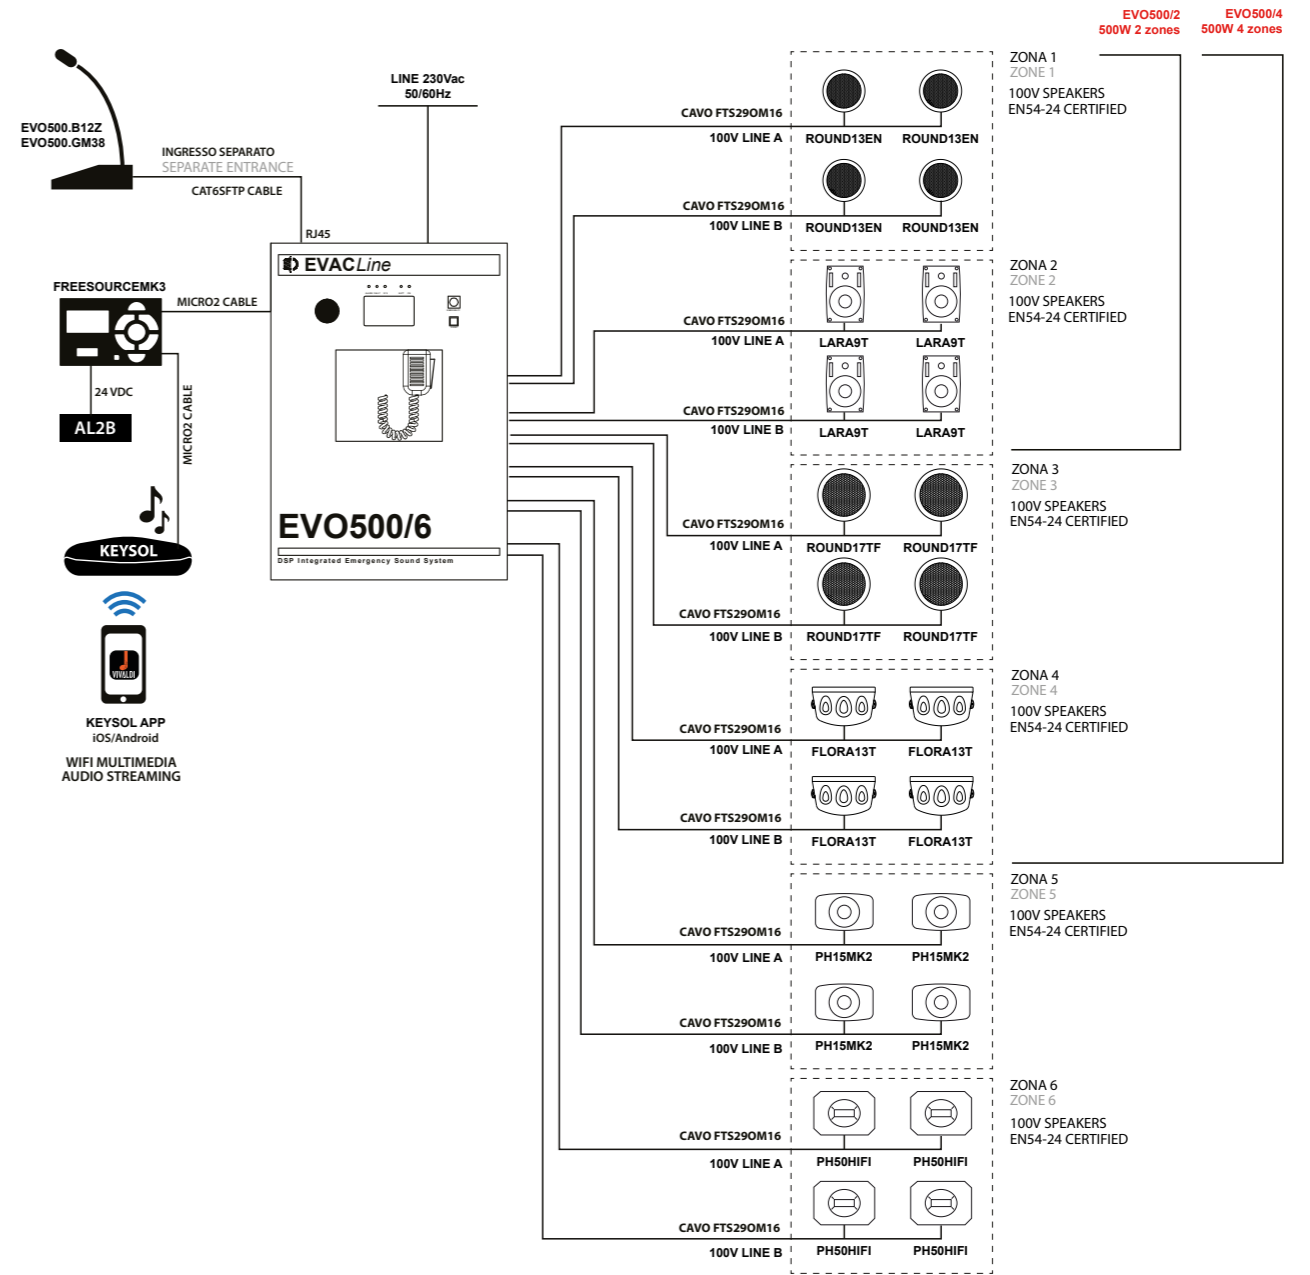 EVO500/2
500W 2 zones
EVO500/4
500W 4 zones
EVO500.B12Z
EVO500.GM38
INGRESSO SEPARATO
SEPARATE ENTRANCE
CAT6SFTP CABLE
RJ45
LINE 230Vac
50/60Hz
FREESOURCEMK3
MICRO2 CABLE
24 VDC
AL2B
MICRO2 CABLE
KEYSOL
VIVALDI
KEYSOL APP
iOS/Android
WIFI MULTIMEDIA
AUDIO STREAMING
EVACLine
EVO500/6
DSP Integrated Emergency Sound System
CAVO FTS29OM16
100V LINE A
ROUND13EN ROUND13EN
CAVO FTS29OM16
100V LINE B
ROUND13EN ROUND13EN
ZONA 1
ZONE 1
100V SPEAKERS
EN54-24 CERTIFIED
CAVO FTS29OM16
100V LINE A
LARA9T LARA9T
CAVO FTS29OM16
100V LINE B
LARA9T LARA9T
ZONA 2
ZONE 2
100V SPEAKERS
EN54-24 CERTIFIED
CAVO FTS29OM16
100V LINE A
ROUND17TF ROUND17TF
CAVO FTS29OM16
100V LINE B
ROUND17TF ROUND17TF
ZONA 3
ZONE 3
100V SPEAKERS
EN54-24 CERTIFIED
CAVO FTS29OM16
100V LINE A
FLORA13T FLORA13T
CAVO FTS29OM16
100V LINE B
FLORA13T FLORA13T
ZONA 4
ZONE 4
100V SPEAKERS
EN54-24 CERTIFIED
CAVO FTS29OM16
100V LINE A
PH15MK2 PH15MK2
CAVO FTS29OM16
100V LINE B
PH15MK2 PH15MK2
ZONA 5
ZONE 5
100V SPEAKERS
EN54-24 CERTIFIED
CAVO FTS29OM16
100V LINE A
PH50HIFI PH50HIFI
CAVO FTS29OM16
100V LINE B
PH50HIFI PH50HIFI
ZONA 6
ZONE 6
100V SPEAKERS
EN54-24 CERTIFIED